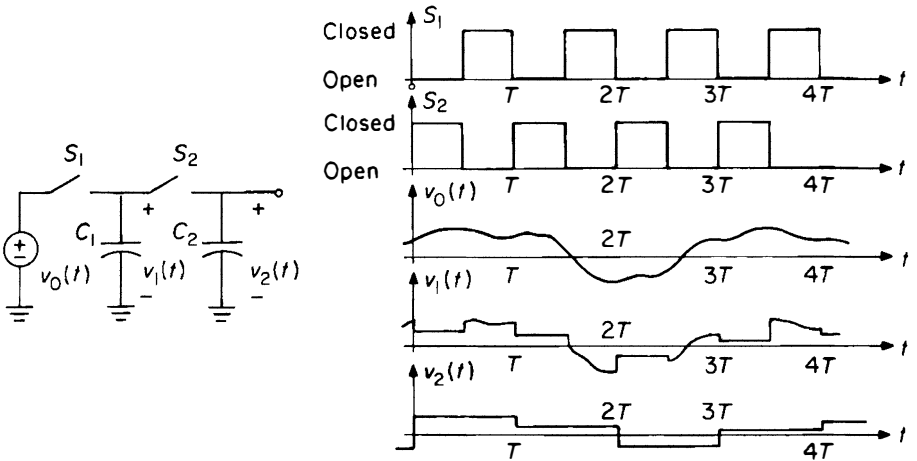 S₁ S₂
C₁ + C₂ +
v₀(t) v₁(t) v₂(t)
− −
Closed S₁
Open t
T 2T 3T 4T
S₂
Closed
Open t
T 2T 3T 4T
v₀(t)
2T
t
T 3T 4T
v₁(t)
2T
t
T 3T 4T
v₂(t)
2T 3T
t
T 4T